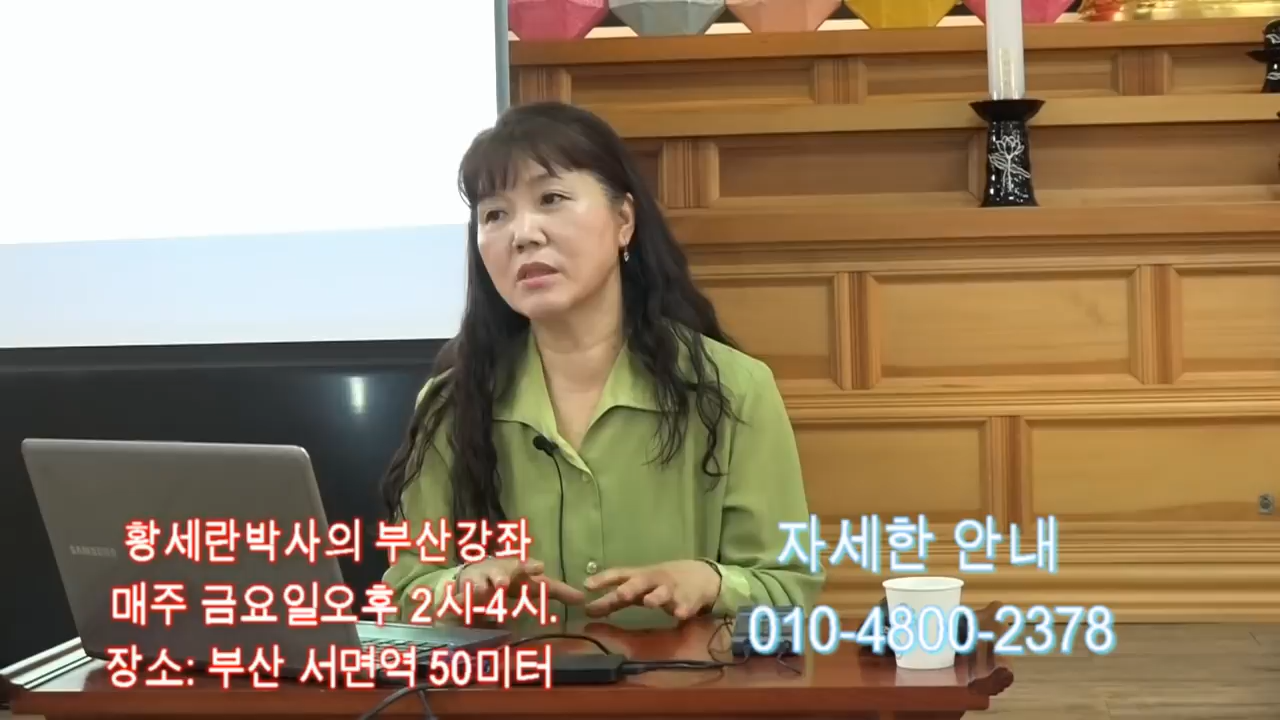 황세란박사의 부산강좌
매주 금요일오후 2시-4시.
장소: 부산 서면역 50미터
자세한 안내
010-4800-2378
SAMSUNG